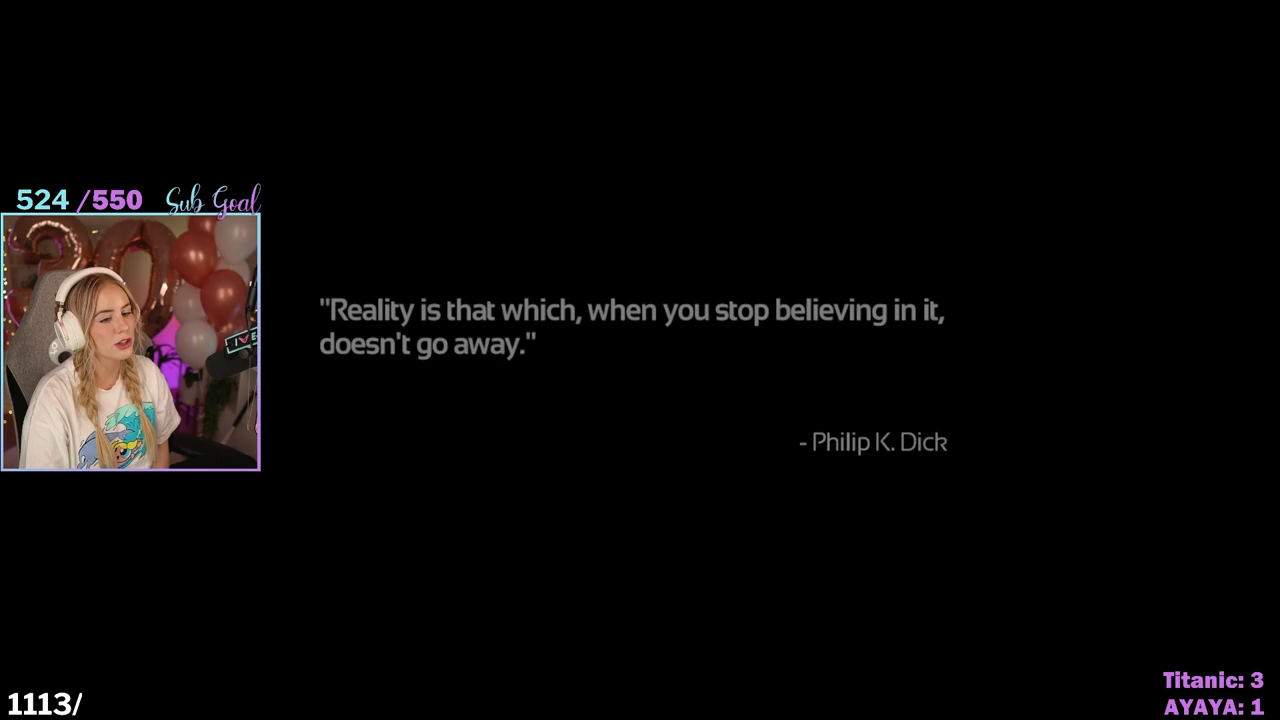 524 /550 Sub Goal
"Reality is that which, when you stop believing in it,
doesn't go away."
- Philip K. Dick
1113/
Titanic: 3
AYAYA: 1